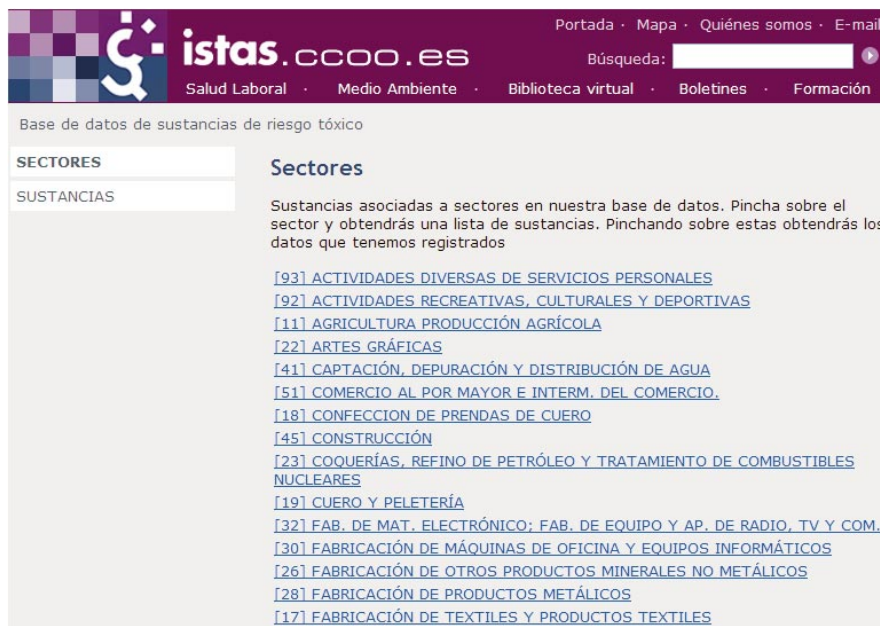 Portada · Mapa · Quiénes somos · E-mail
istas.ccoo.es
Búsqueda:
Salud Laboral · Medio Ambiente · Biblioteca virtual · Boletines · Formación
Base de datos de sustancias de riesgo tóxico
SECTORES
SUSTANCIAS
Sectores
Sustancias asociadas a sectores en nuestra base de datos. Pincha sobre el
sector y obtendrás una lista de sustancias. Pinchando sobre estas obtendrás los
datos que tenemos registrados
[93] ACTIVIDADES DIVERSAS DE SERVICIOS PERSONALES
[92] ACTIVIDADES RECREATIVAS, CULTURALES Y DEPORTIVAS
[11] AGRICULTURA PRODUCCIÓN AGRÍCOLA
[22] ARTES GRÁFICAS
[41] CAPTACIÓN, DEPURACIÓN Y DISTRIBUCIÓN DE AGUA
[51] COMERCIO AL POR MAYOR E INTERM. DEL COMERCIO.
[18] CONFECCION DE PRENDAS DE CUERO
[45] CONSTRUCCIÓN
[23] COQUERÍAS, REFINO DE PETRÓLEO Y TRATAMIENTO DE COMBUSTIBLES
NUCLEARES
[19] CUERO Y PELETERÍA
[32] FAB. DE MAT. ELECTRÓNICO; FAB. DE EQUIPO Y AP. DE RADIO, TV Y COM.
[30] FABRICACIÓN DE MÁQUINAS DE OFICINA Y EQUIPOS INFORMÁTICOS
[26] FABRICACIÓN DE OTROS PRODUCTOS MINERALES NO METÁLICOS
[28] FABRICACIÓN DE PRODUCTOS METÁLICOS
[17] FABRICACIÓN DE TEXTILES Y PRODUCTOS TEXTILES